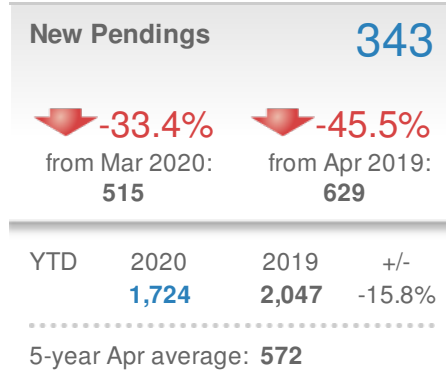 New Pendings 343
-33.4% -45.5%
from Mar 2020: from Apr 2019:
515 629
YTD 2020 2019 +/-
1,724 2,047 -15.8%
5-year Apr average: 572